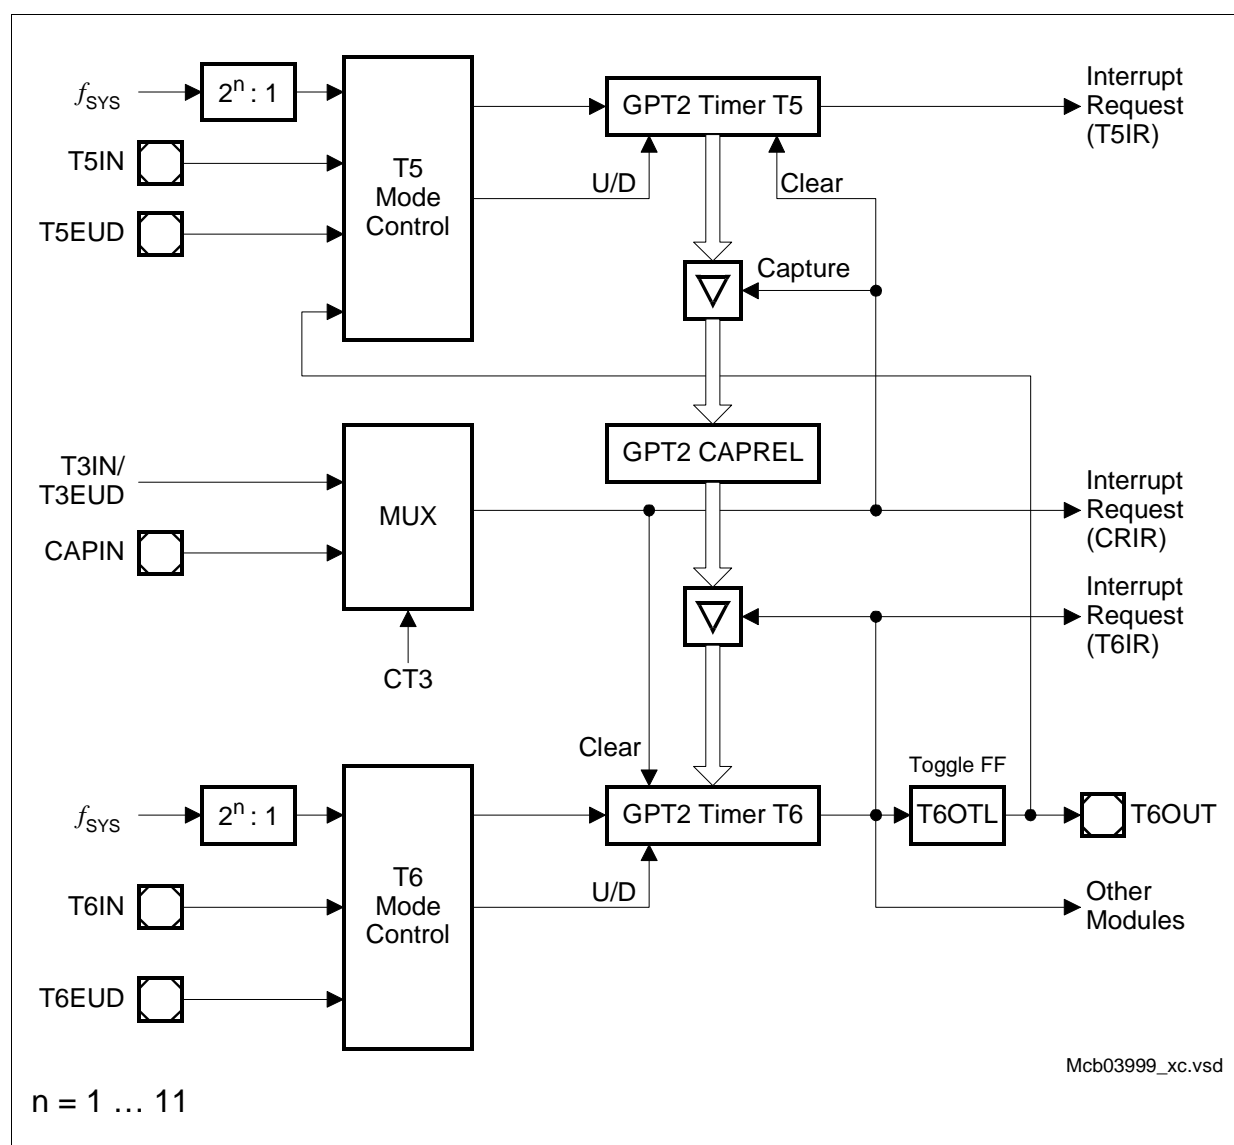 fSYS
2^n : 1
T5IN
T5EUD
T5
Mode
Control
GPT2 Timer T5
U/D
Clear
Interrupt
Request
(T5IR)
Capture
T3IN/
T3EUD
CAPIN
MUX
CT3
GPT2 CAPREL
Interrupt
Request
(CRIR)
Interrupt
Request
(T6IR)
Clear
fSYS
2^n : 1
T6IN
T6EUD
T6
Mode
Control
GPT2 Timer T6
U/D
Toggle FF
T6OTL
T6OUT
Other
Modules
Mcb03999_xc.vsd
n = 1 … 11